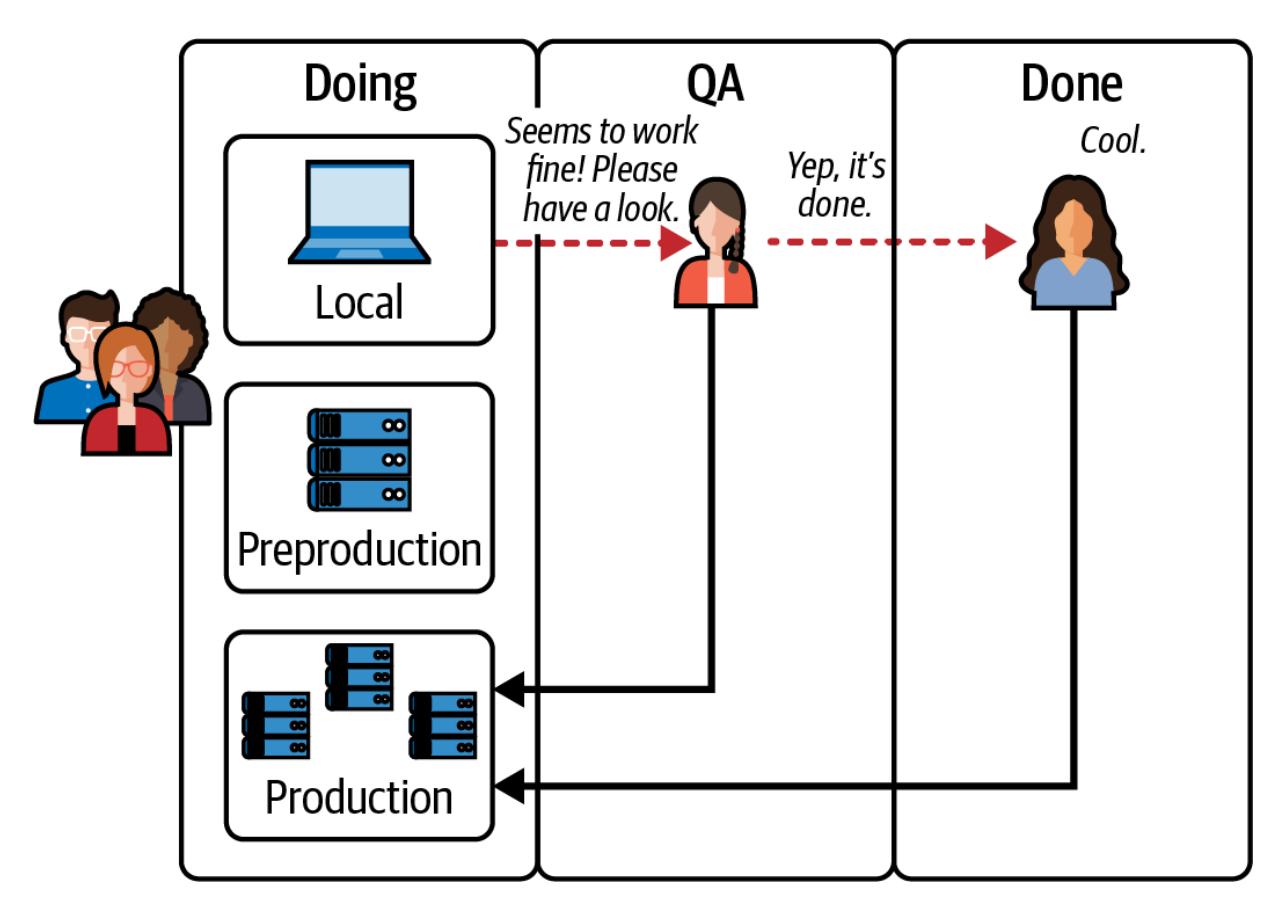 Doing
QA
Done
Seems to work
fine! Please
have a look.
Yep, it's
done.
Cool.
Local
Preproduction
Production